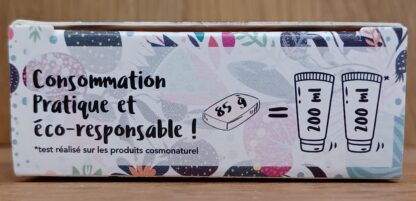 Consommation
Pratique et
éco-responsable !
*test réalisé sur les produits cosmonaturel
85 g
=
200 ml
200 ml
*